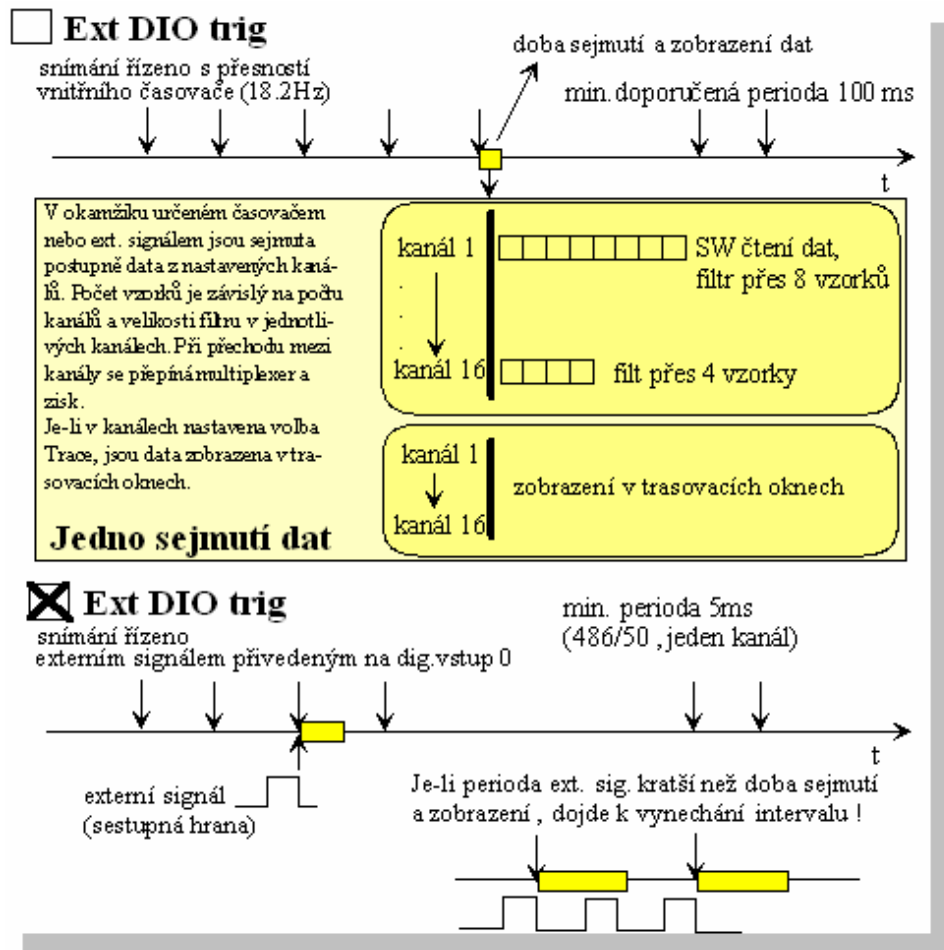 Ext DIO trig
doba sejmutí a zobrazení dat
snímání řízeno s přesností
vnitřního časovače (18.2Hz)
min.doporučená perioda 100 ms
t
V okamžiku určeném časovačem
nebo ext. signálem jsou sejmuta
postupně data z nastavených kaná-
lů. Počet vzorků je závislý na počtu
kanálů a velikosti filtru v jednotli-
vých kanálech. Při přechodu mezi
kanály se přepíná multiplexer a
zisk.
Je-li v kanálech nastavena volba
Trace, jsou data zobrazena v tra-
sovacích oknech.
Jedno sejmutí dat
kanál 1
SW čtení dat,
filtr přes 8 vzorků
.
.
.
kanál 16
filt přes 4 vzorky
kanál 1
zobrazení v trasovacích oknech
kanál 16
Ext DIO trig
snímání řízeno
externím signálem přivedeným na dig.vstup 0
min. perioda 5ms
(486/50 , jeden kanál)
t
externí signál
(sestupná hrana)
Je-li perioda ext. sig. kratší než doba sejmutí
a zobrazení , dojde k vynechání intervalu !